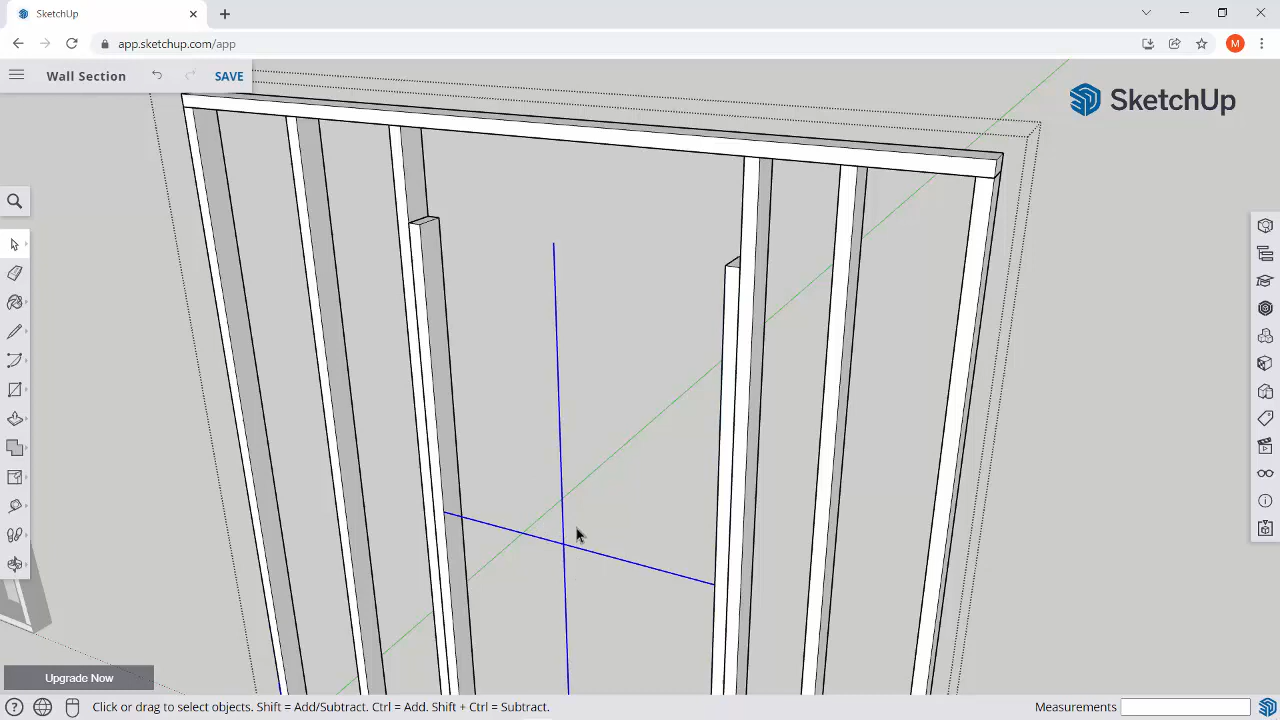 SketchUp
app.sketchup.com/app
M
Wall Section
SAVE
SketchUp
Upgrade Now
Click or drag to select objects. Shift = Add/Subtract. Ctrl = Add. Shift + Ctrl = Subtract.
Measurements